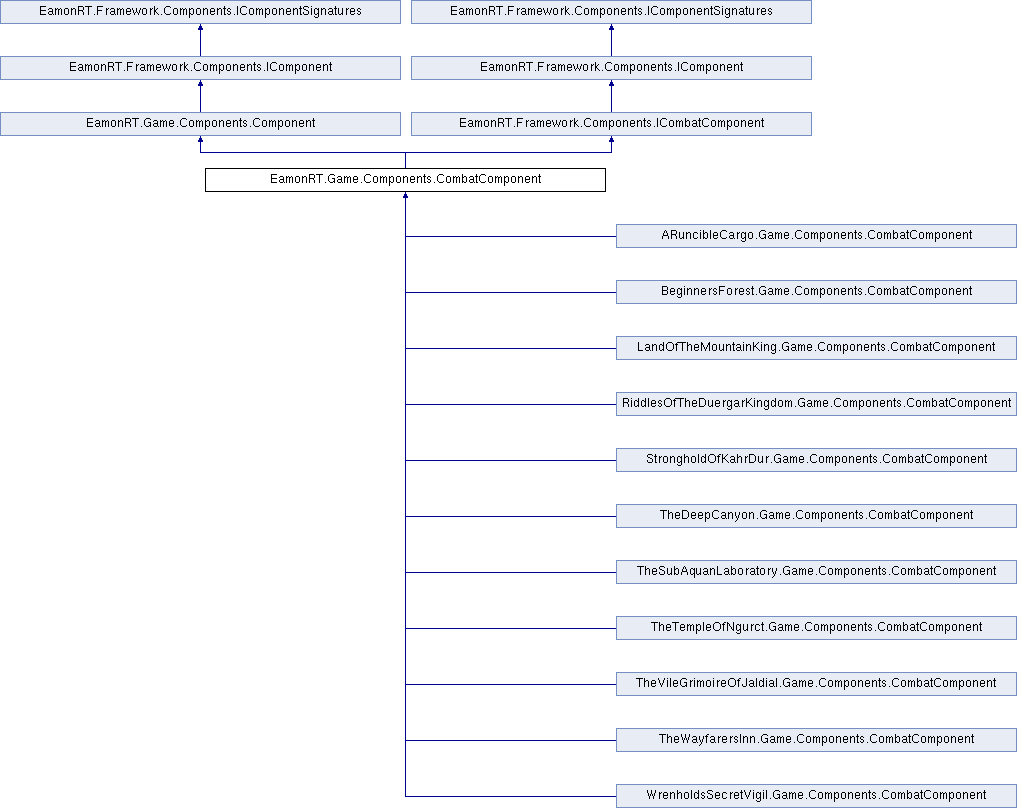 EamonRT.Framework.Components.IComponentSignatures
EamonRT.Framework.Components.IComponentSignatures
EamonRT.Framework.Components.IComponent
EamonRT.Framework.Components.IComponent
EamonRT.Game.Components.Component
EamonRT.Framework.Components.ICombatComponent
EamonRT.Game.Components.CombatComponent
ARuncibleCargo.Game.Components.CombatComponent
BeginnersForest.Game.Components.CombatComponent
LandOfTheMountainKing.Game.Components.CombatComponent
RiddlesOfTheDuergarKingdom.Game.Components.CombatComponent
StrongholdOfKahrDur.Game.Components.CombatComponent
TheDeepCanyon.Game.Components.CombatComponent
TheSubAquanLaboratory.Game.Components.CombatComponent
TheTempleOfNgurct.Game.Components.CombatComponent
TheVileGrimoireOfJaldial.Game.Components.CombatComponent
TheWayfarersInn.Game.Components.CombatComponent
WrenholdsSecretVigil.Game.Components.CombatComponent